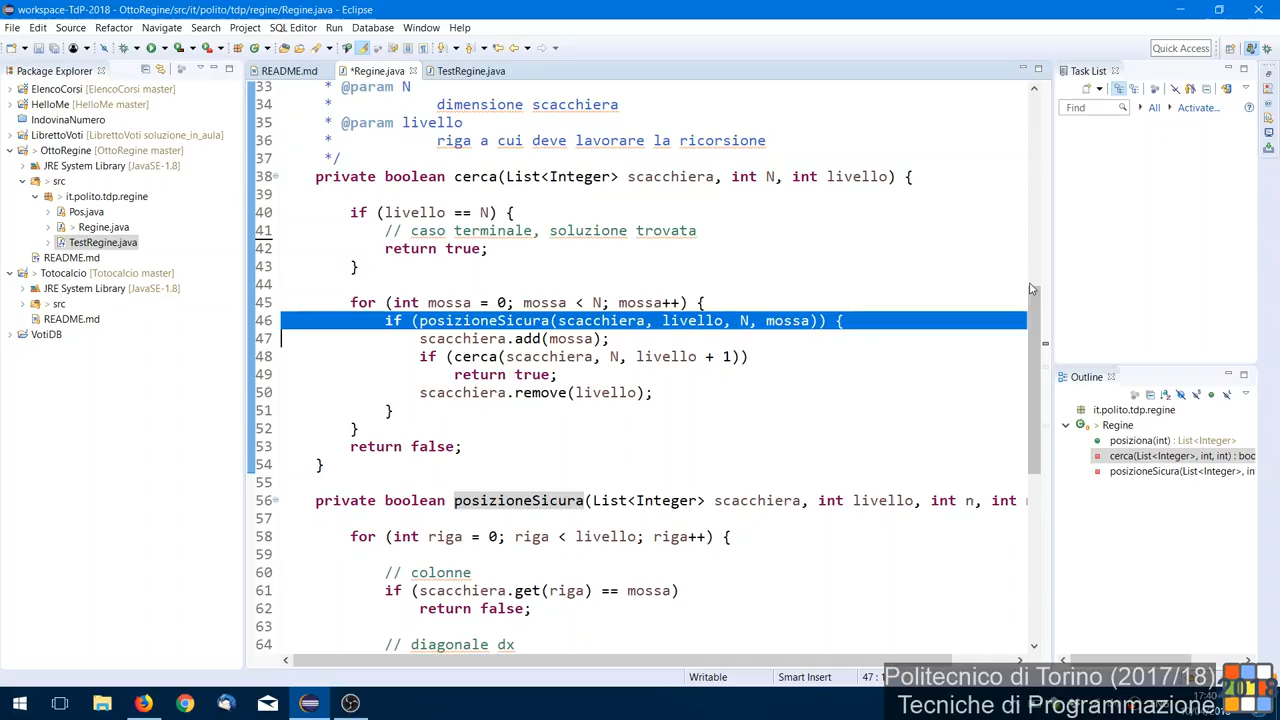 workspace-TdP-2018 - OttoRegine/src/it/polito/tdp/regine/Regine.java - Eclipse
File Edit Source Refactor Navigate Search Project SQL Editor Run Database Window Help
Quick Access
Package Explorer
README.md
*Regine.java
TestRegine.java
Task List
ElencoCorsi [ElencoCorsi master]
HelloMe [HelloMe master]
IndovinaNumero
LibrettoVoti [LibrettoVoti soluzione_in_aula]
OttoRegine [OttoRegine master]
JRE System Library [JavaSE-1.8]
src
it.polito.tdp.regine
Pos.java
> Regine.java
TestRegine.java
README.md
Totocalcio [Totocalcio master]
JRE System Library [JavaSE-1.8]
src
README.md
VotiDB
33 * @param N
34 * dimensione scacchiera
35 * @param livello
36 * riga a cui deve lavorare la ricorsione
37 */
38 private boolean cerca(List<Integer> scacchiera, int N, int livello) {
39
40 if (livello == N) {
41 // caso terminale, soluzione trovata
42 return true;
43 }
44
45 for (int mossa = 0; mossa < N; mossa++) {
46 if (posizioneSicura(scacchiera, livello, N, mossa)) {
47 scacchiera.add(mossa);
48 if (cerca(scacchiera, N, livello + 1))
49 return true;
50 scacchiera.remove(livello);
51 }
52 }
53 return false;
54 }
55
56 private boolean posizioneSicura(List<Integer> scacchiera, int livello, int n, int
57
58 for (int riga = 0; riga < livello; riga++) {
59
60 // colonne
61 if (scacchiera.get(riga) == mossa)
62 return false;
63
64 // diagonale dx
Find
All
Activate...
Outline
it.polito.tdp.regine
> Regine
posiziona(int) : List<Integer>
cerca(List<Integer>, int, int) : boo
posizioneSicura(List<Integer>, in
Writable
Smart Insert
47 : 1
Politecnico di Torino (2017/18)
Tecniche di Programmazione
17:40
2018